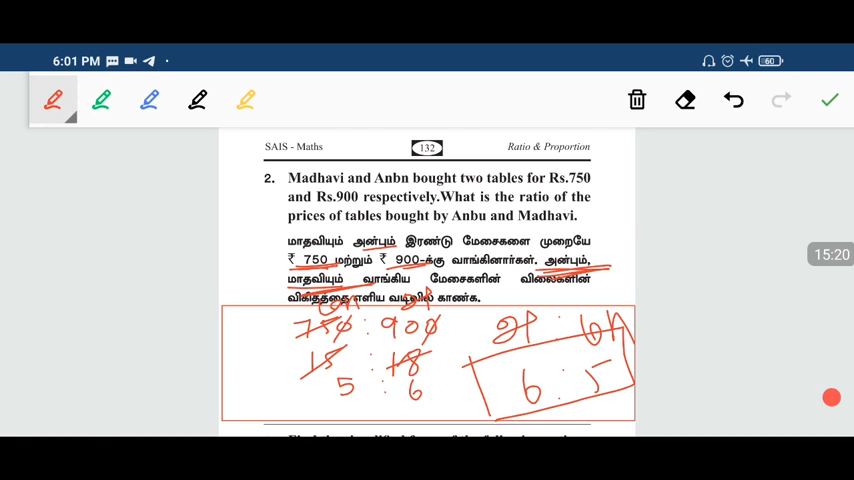 6:01 PM
60
SAIS - Maths 132 Ratio & Proportion
2. Madhavi and Anbn bought two tables for Rs.750
and Rs.900 respectively.What is the ratio of the
prices of tables bought by Anbu and Madhavi.
மாதவியும் அன்பும் இரண்டு மேசைகளை முறையே
₹ 750 மற்றும் ₹ 900-க்கு வாங்கினார்கள். அன்பும்,
மாதவியும் வாங்கிய மேசைகளின் விலைகளின்
விகிதத்தை எளிய வடிவில் காண்க.
15:20
மா அ
750 : 900 அ : மா
15 : 18
5 : 6 6 : 5